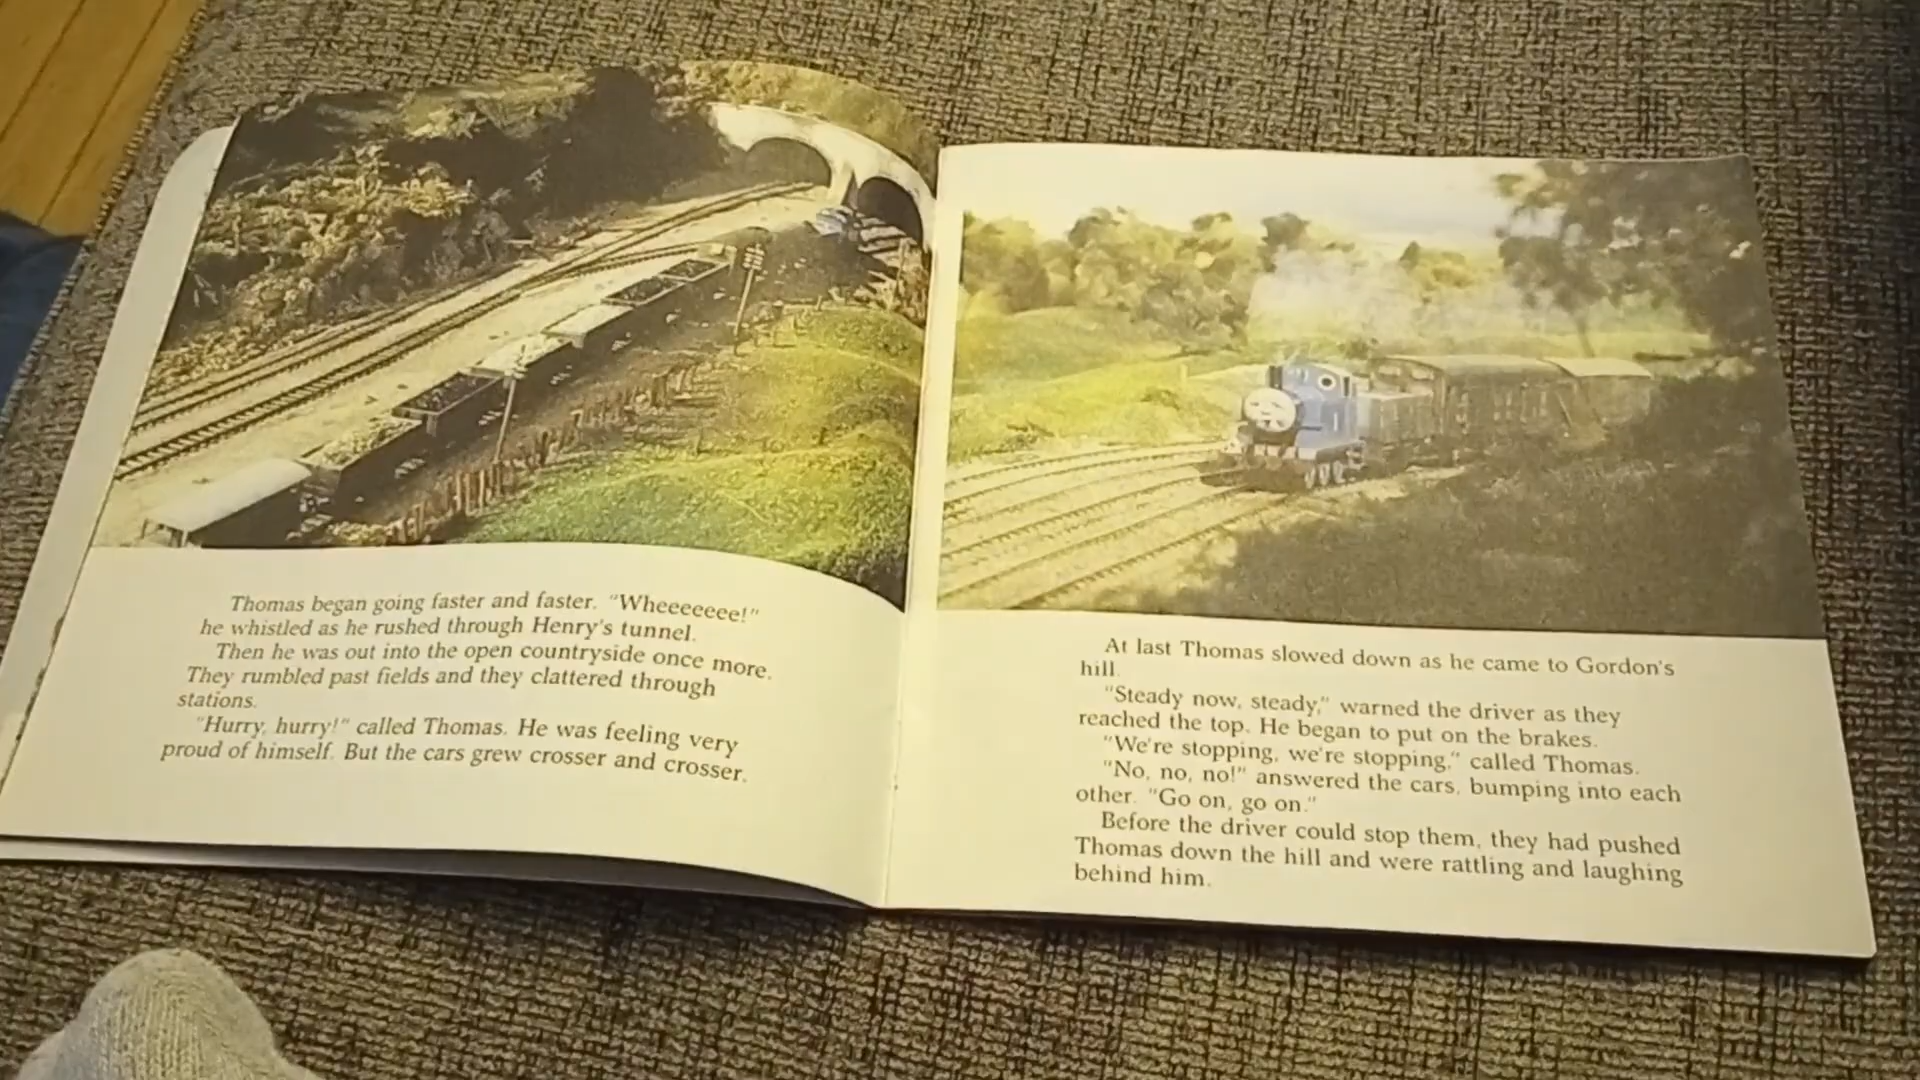 Thomas began going faster and faster. "Wheeeeeee!"
he whistled as he rushed through Henry's tunnel.
Then he was out into the open countryside once more.
They rumbled past fields and they clattered through
stations.
"Hurry, hurry!" called Thomas. He was feeling very
proud of himself. But the cars grew crosser and crosser.
At last Thomas slowed down as he came to Gordon's
hill.
"Steady now, steady," warned the driver as they
reached the top. He began to put on the brakes.
"We're stopping, we're stopping," called Thomas.
"No, no, no!" answered the cars, bumping into each
other. "Go on, go on."
Before the driver could stop them, they had pushed
Thomas down the hill and were rattling and laughing
behind him.